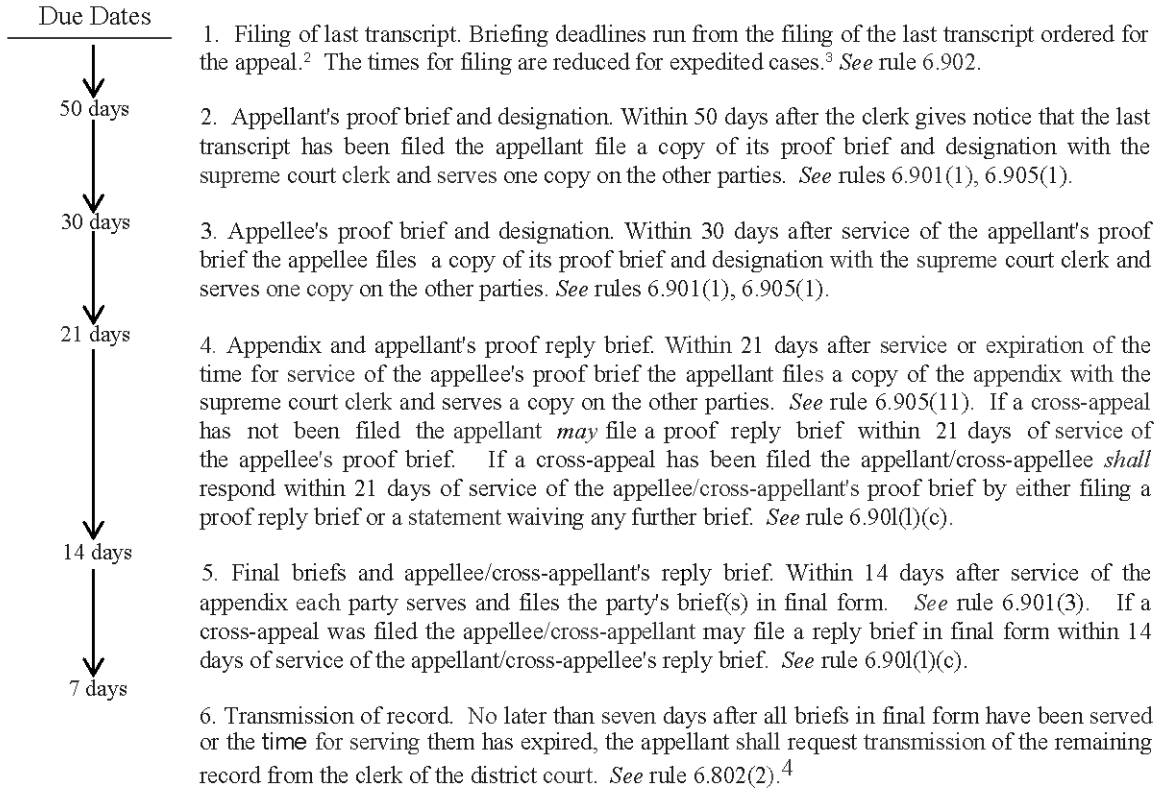 Due Dates
1. Filing of last transcript. Briefing deadlines run from the filing of the last transcript ordered for
the appeal.2 The times for filing are reduced for expedited cases.3 See rule 6.902.
50 days
2. Appellant's proof brief and designation. Within 50 days after the clerk gives notice that the last
transcript has been filed the appellant file a copy of its proof brief and designation with the
supreme court clerk and serves one copy on the other parties. See rules 6.901(1), 6.905(1).
30 days
3. Appellee's proof brief and designation. Within 30 days after service of the appellant's proof
brief the appellee files a copy of its proof brief and designation with the supreme court clerk and
serves one copy on the other parties. See rules 6.901(1), 6.905(1).
21 days
4. Appendix and appellant's proof reply brief. Within 21 days after service or expiration of the
time for service of the appellee's proof brief the appellant files a copy of the appendix with the
supreme court clerk and serves a copy on the other parties. See rule 6.905(11). If a cross-appeal
has not been filed the appellant may file a proof reply brief within 21 days of service of
the appellee's proof brief. If a cross-appeal has been filed the appellant/cross-appellee shall
respond within 21 days of service of the appellee/cross-appellant's proof brief by either filing a
proof reply brief or a statement waiving any further brief. See rule 6.90l(l)(c).
14 days
5. Final briefs and appellee/cross-appellant's reply brief. Within 14 days after service of the
appendix each party serves and files the party's brief(s) in final form. See rule 6.901(3). If a
cross-appeal was filed the appellee/cross-appellant may file a reply brief in final form within 14
days of service of the appellant/cross-appellee's reply brief. See rule 6.90l(l)(c).
7 days
6. Transmission of record. No later than seven days after all briefs in final form have been served
or the time for serving them has expired, the appellant shall request transmission of the remaining
record from the clerk of the district court. See rule 6.802(2).4